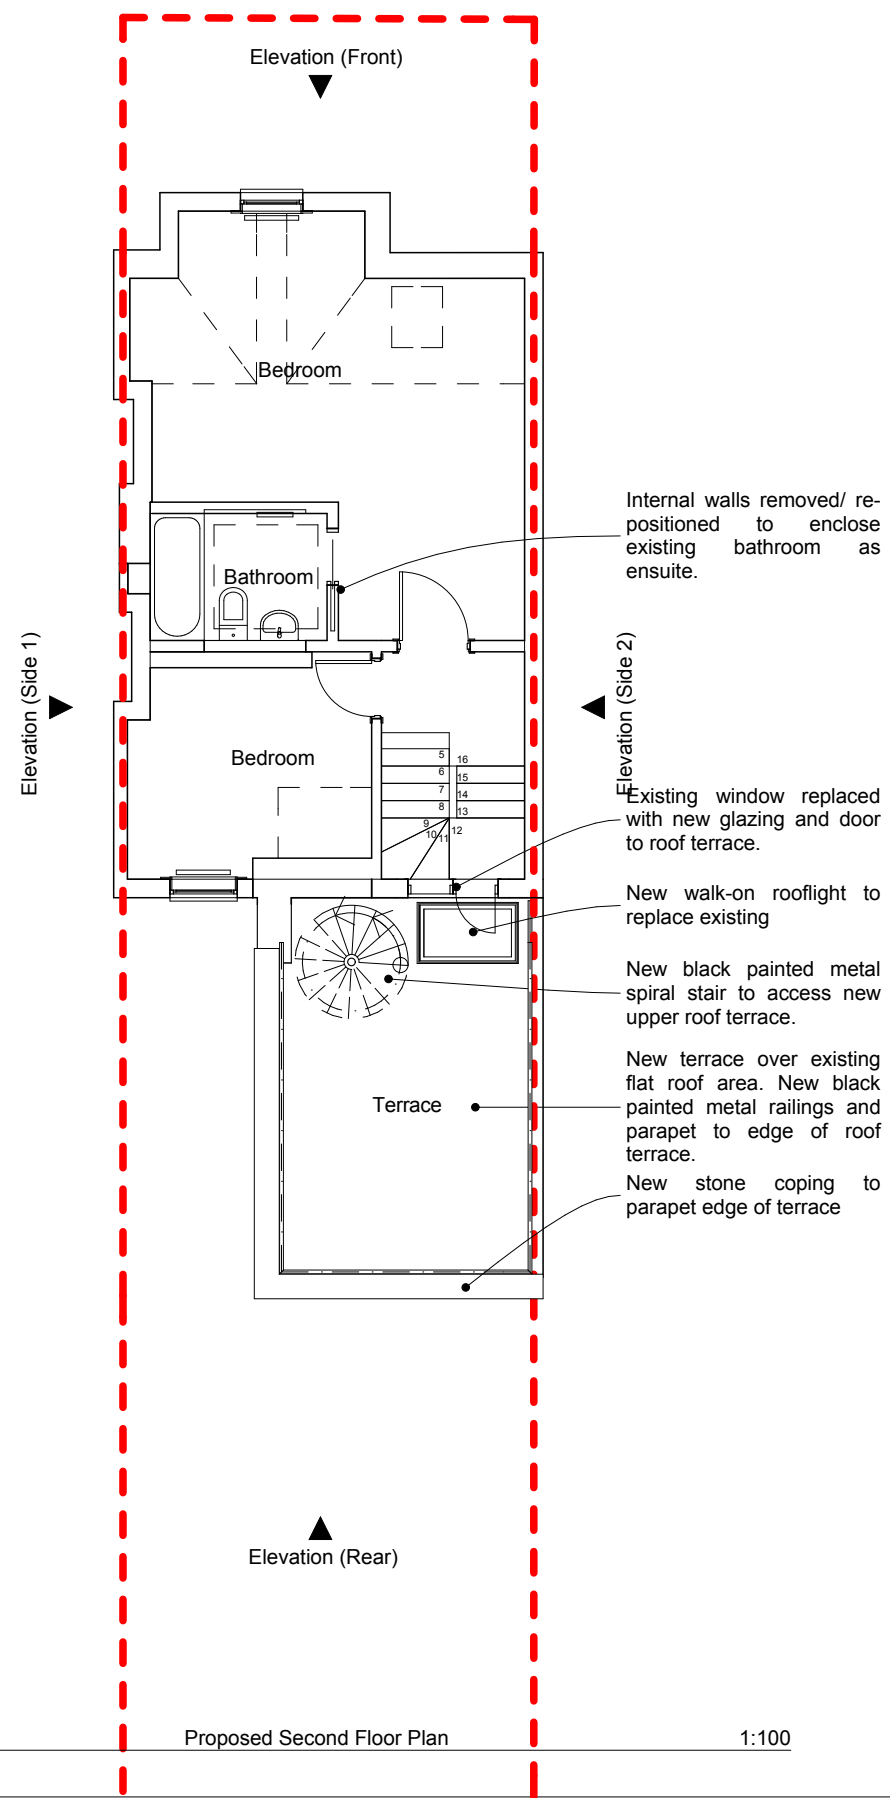 Elevation (Front)
Bedroom
Internal walls removed/ re-
positioned to enclose
existing bathroom as
ensuite.
Bathroom
Elevation (Side 1)
Elevation (Side 2)
Bedroom
5
16
6
15
7
14
8
13
9
10
11
12
Existing window replaced
with new glazing and door
to roof terrace.
New walk-on rooflight to
replace existing
New black painted metal
spiral stair to access new
upper roof terrace.
New terrace over existing
flat roof area. New black
painted metal railings and
parapet to edge of roof
terrace.
Terrace
New stone coping to
parapet edge of terrace
Elevation (Rear)
Proposed Second Floor Plan
1:100